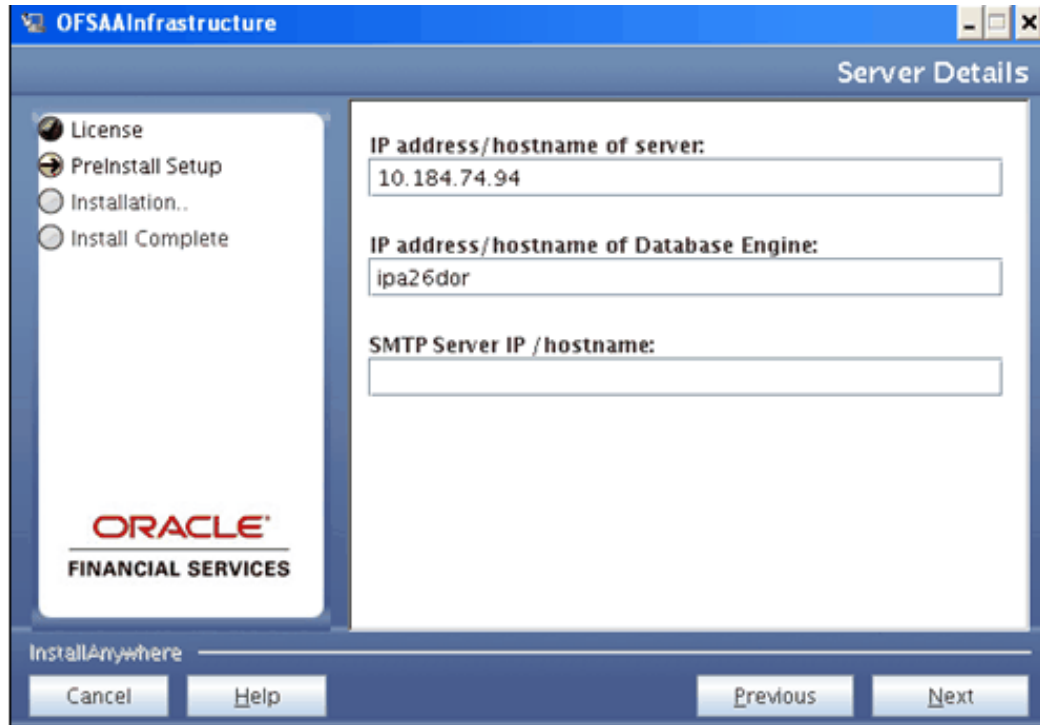 OFSAAInfrastructure
Server Details
License
PreInstall Setup
Installation..
Install Complete
ORACLE
FINANCIAL SERVICES
IP address/hostname of server:
10.184.74.94
IP address/hostname of Database Engine:
ipa26dor
SMTP Server IP /hostname:
InstallAnywhere
Cancel
Help
Previous
Next